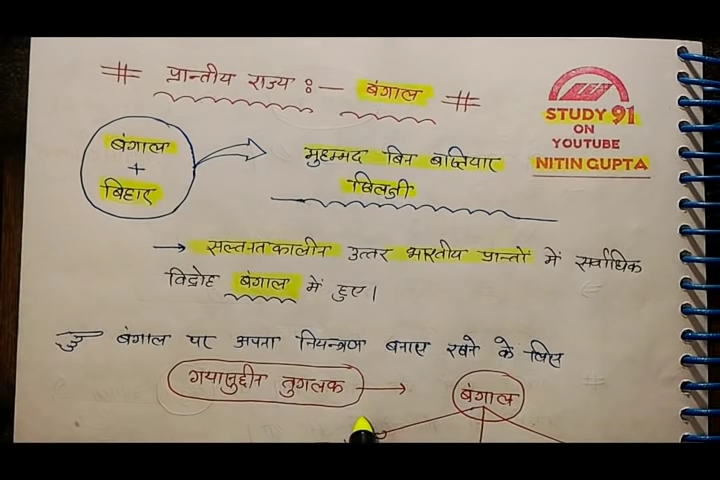 # प्रान्तीय राज्य :- बंगाल #
STUDY 91
ON
YOUTUBE
NITIN GUPTA
बंगाल
+
बिहार
मुहम्मद बिन बख्तियार
खिलजी
→ सल्तनतकालीन उत्तर भारतीय प्रान्तों में सर्वाधिक
विद्रोह बंगाल में हुए।
बंगाल पर अपना नियन्त्रण बनाए रखने के लिए
गयासुद्दीन तुगलक → बंगाल